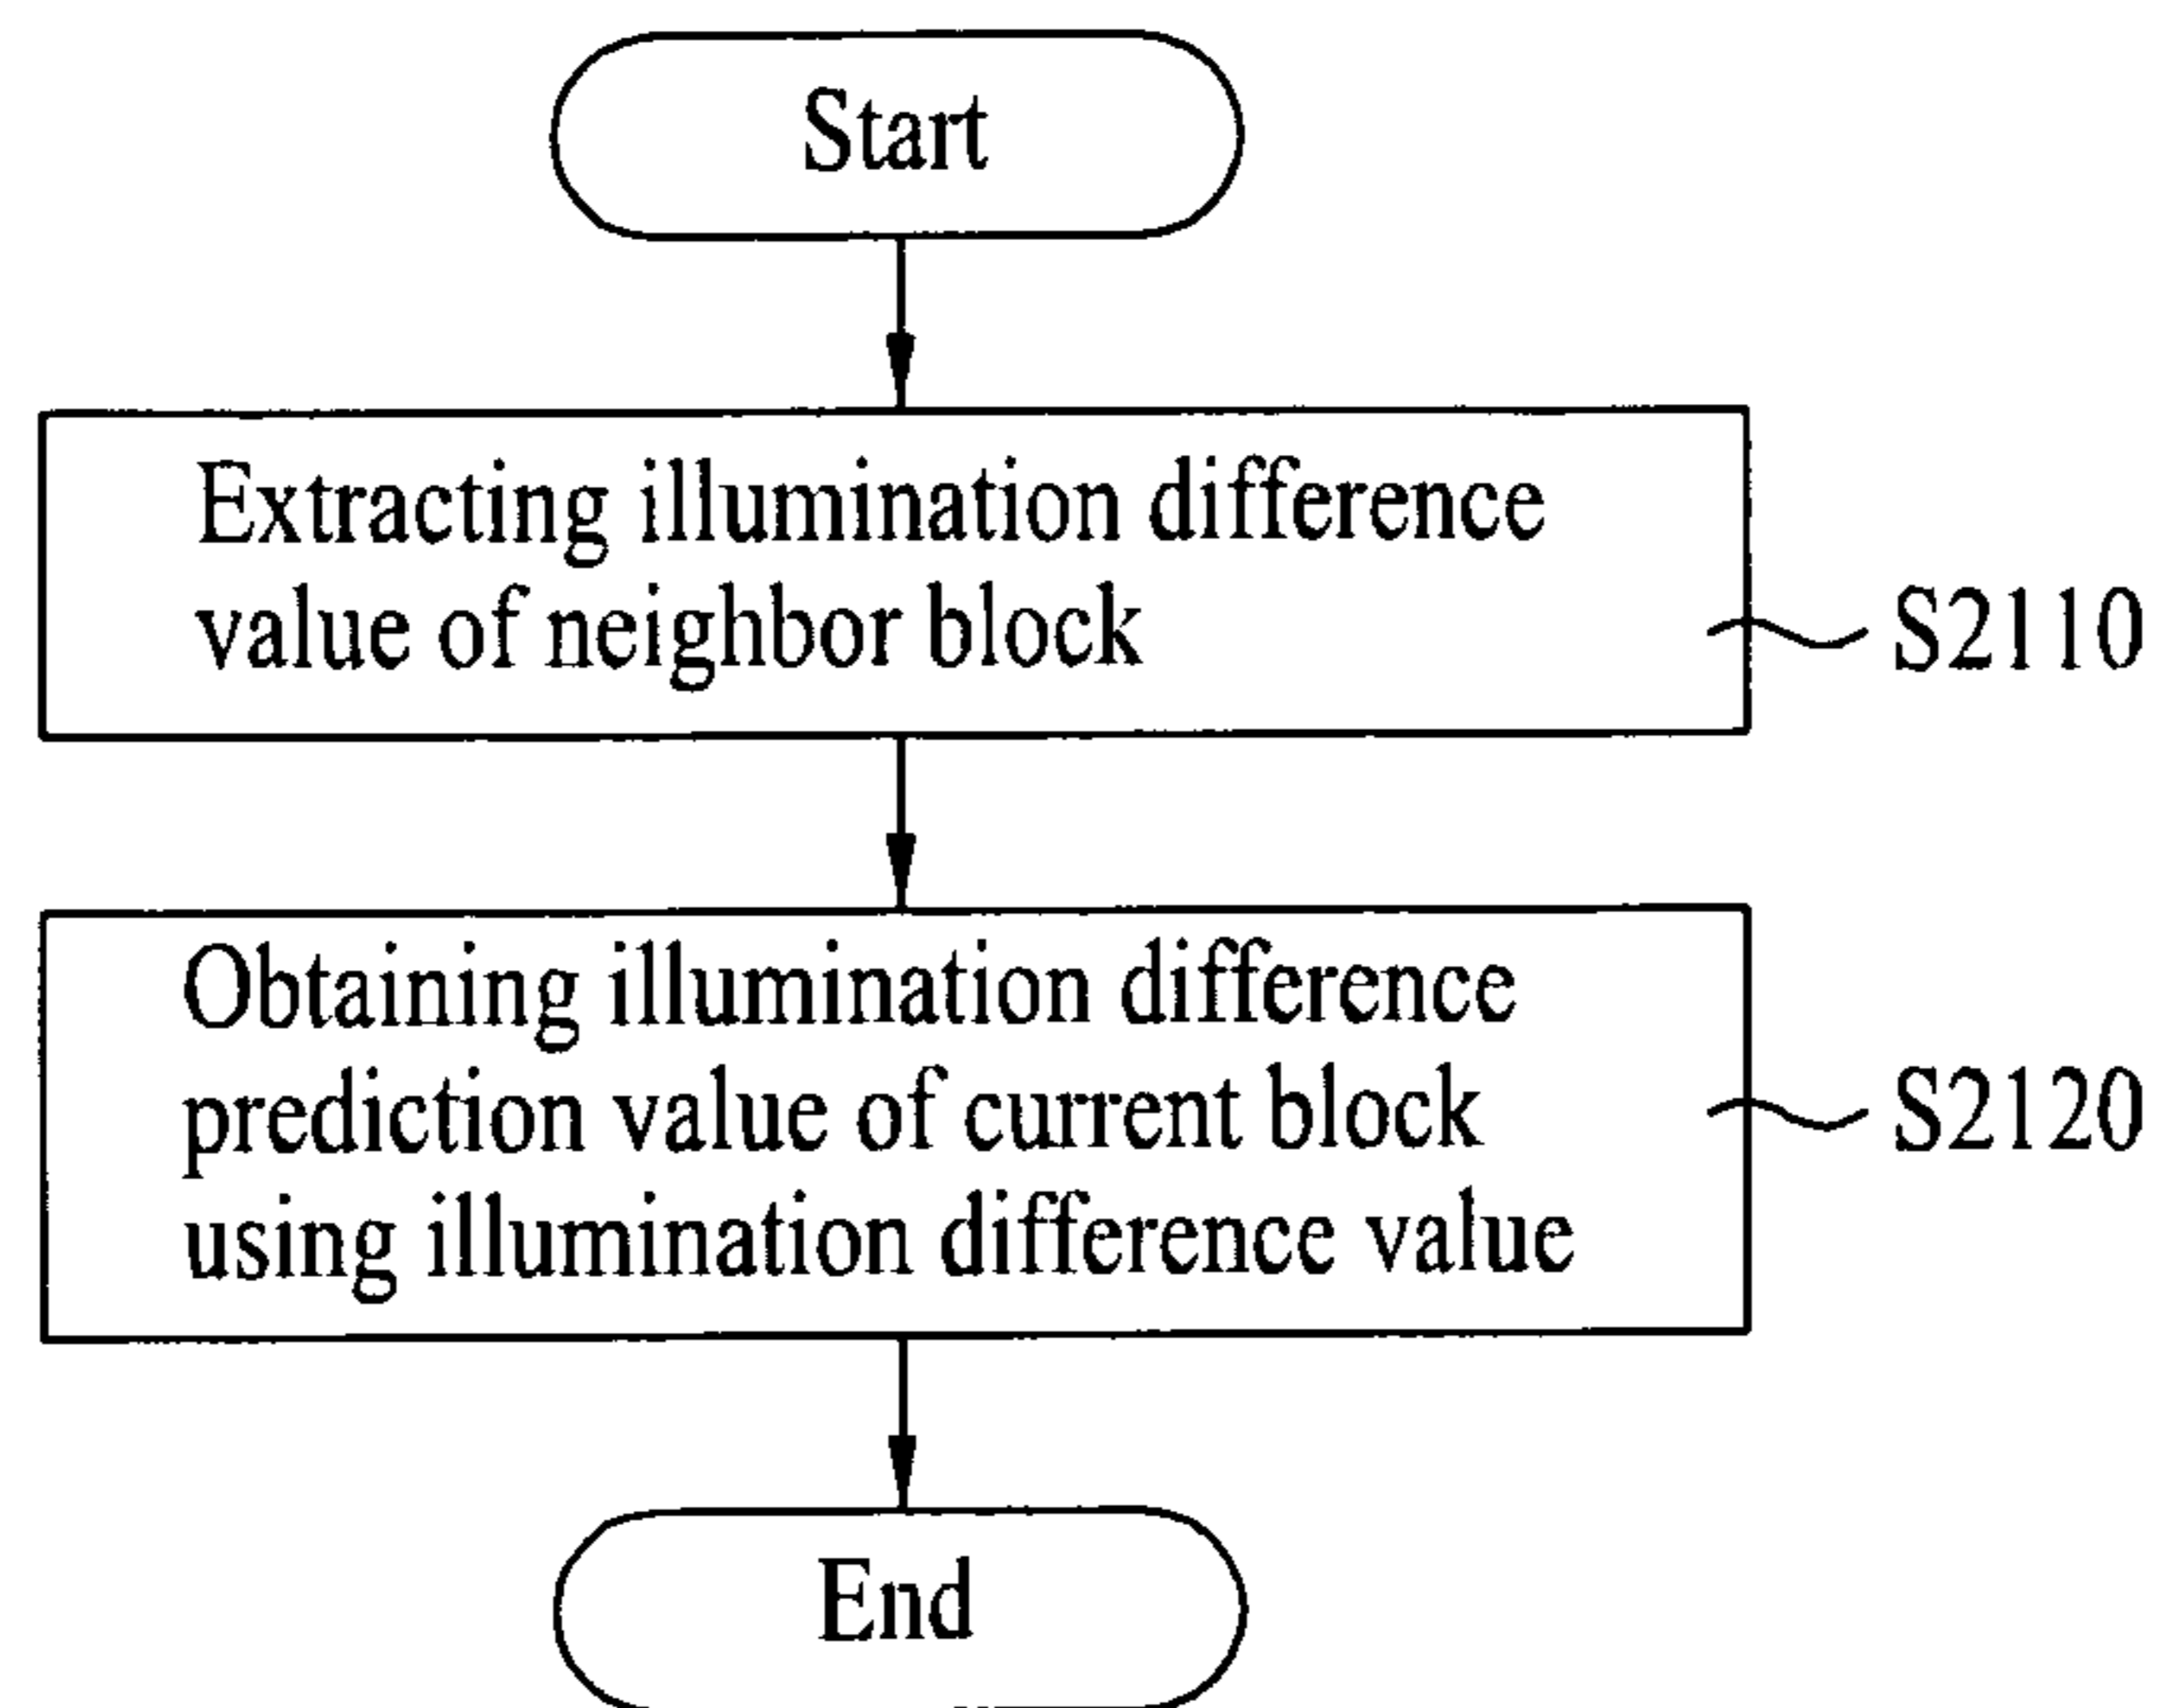 Start
Extracting illumination difference
value of neighbor block
S2110
Obtaining illumination difference
prediction value of current block
using illumination difference value
S2120
End